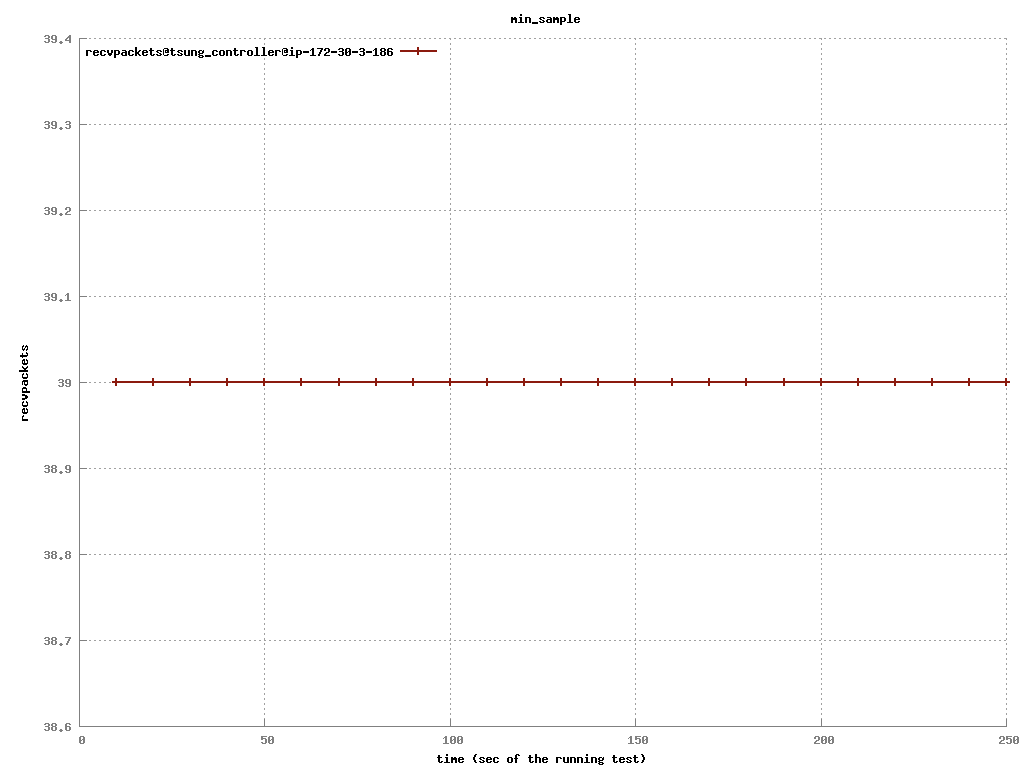 min_sample
39.4
recvpackets@tsung_controller@ip-172-30-3-186
39.3
39.2
39.1
recvpackets
39
38.9
38.8
38.7
38.6
0 50 100 150 200 250
time (sec of the running test)